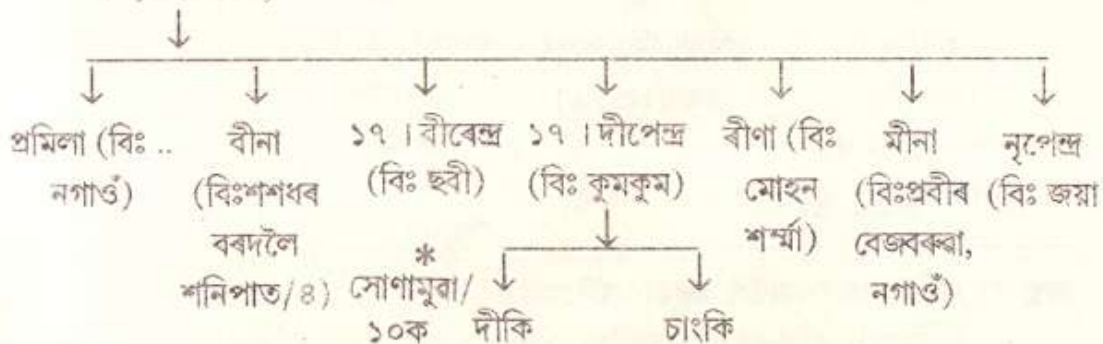 প্ৰমিলা (বিঃ .. বীনা ১৭ । বীৰেন্দ্ৰ ১৭ । দীপেন্দ্ৰ ৰীণা (বিঃ মীনা নৃপেন্দ্ৰ
নগাওঁ) (বিঃশশধৰ (বিঃ ছবী) (বিঃ কুমকুম) মোহন (বিঃপ্ৰবীৰ (বিঃ জয়া
বৰদলৈ শৰ্ম্মা) বেজবৰুৱা,
শনিপাত/৪) * সোণামুৱা/ নগাওঁ)
১০ক দীকি চাংকি